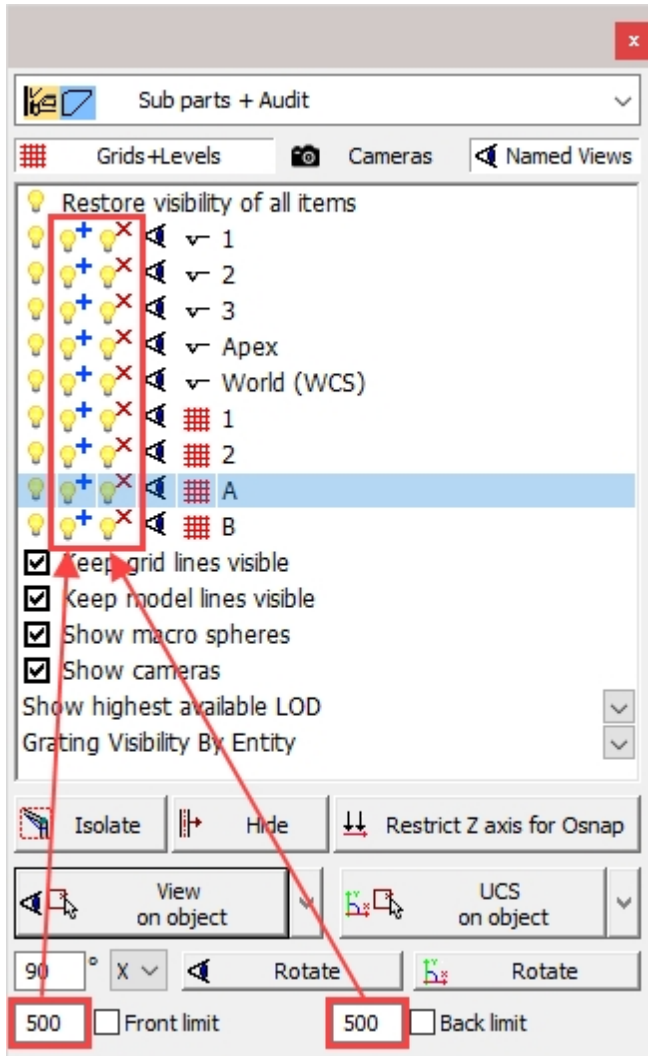 x
Sub parts + Audit
Grids+Levels Cameras Named Views
Restore visibility of all items
1
2
3
Apex
World (WCS)
1
2
A
B
Keep grid lines visible
Keep model lines visible
Show macro spheres
Show cameras
Show highest available LOD
Grating Visibility By Entity
Isolate Hide Restrict Z axis for Osnap
View on object UCS on object
90 ° X Rotate Rotate
500 Front limit 500 Back limit